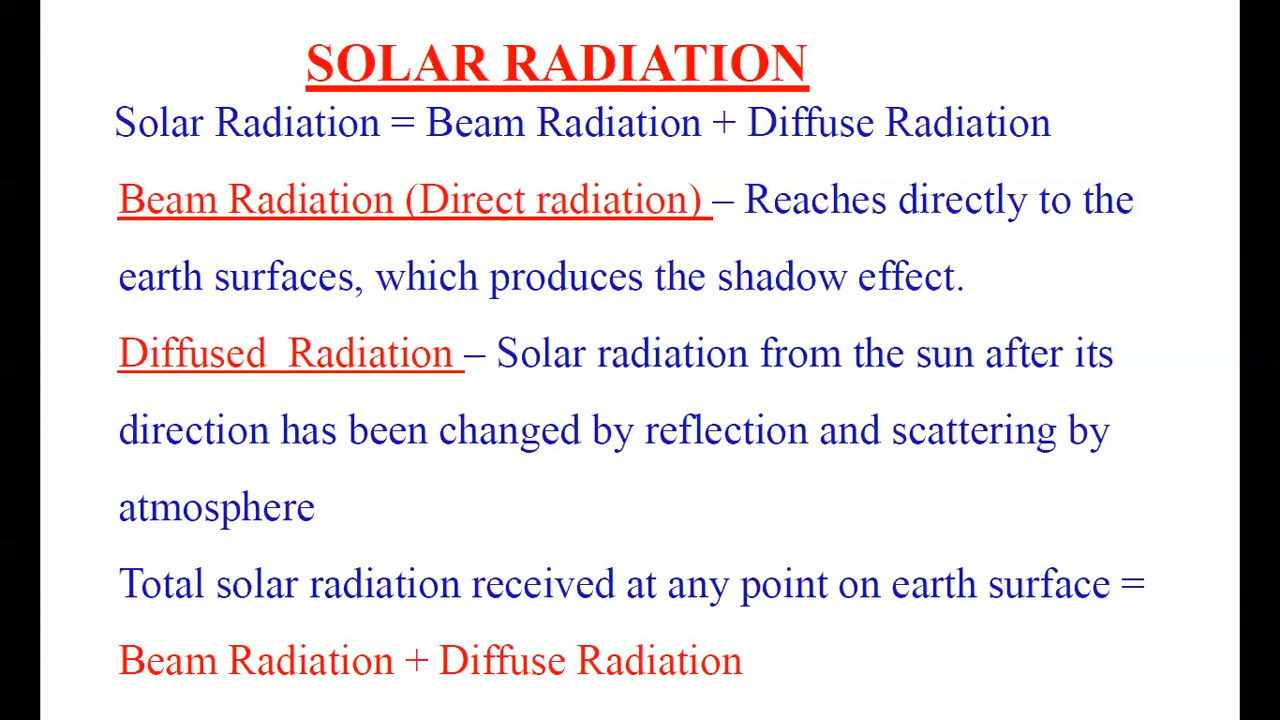 SOLAR RADIATION
Solar Radiation = Beam Radiation + Diffuse Radiation
Beam Radiation (Direct radiation) – Reaches directly to the
earth surfaces, which produces the shadow effect.
Diffused Radiation – Solar radiation from the sun after its
direction has been changed by reflection and scattering by
atmosphere
Total solar radiation received at any point on earth surface =
Beam Radiation + Diffuse Radiation